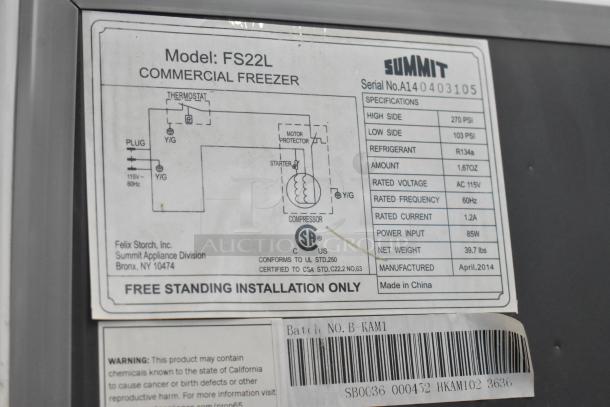 Model: FS22L
COMMERCIAL FREEZER
SUMMIT
Serial No.A140403105
THERMOSTAT
Y/G
PLUG
115V~
60Hz
Y/G
MOTOR
PROTECTOR
STARTER
Y/G
COMPRESSOR
SPECIFICATIONS
HIGH SIDE 270 PSI
LOW SIDE 103 PSI
REFRIGERANT R134a
AMOUNT 1.67OZ
RATED VOLTAGE AC 115V
RATED FREQUENCY 60Hz
RATED CURRENT 1.2A
POWER INPUT 85W
NET WEIGHT 39.7 lbs
MANUFACTURED April,2014
Made in China
Felix Storch, Inc.
Summit Appliance Division
Bronx, NY 10474
C US
CONFORMS TO UL STD.250
CERTIFIED TO CSA STD.C22.2 NO.63
AUCTION GROUP
FREE STANDING INSTALLATION ONLY
WARNING: This product may contain
chemicals known to the state of California
to cause cancer or birth defects or other
reproductive harm. For more information visit
Batch NO. B-KAM1
SB0036 000452 HKAM102 3636